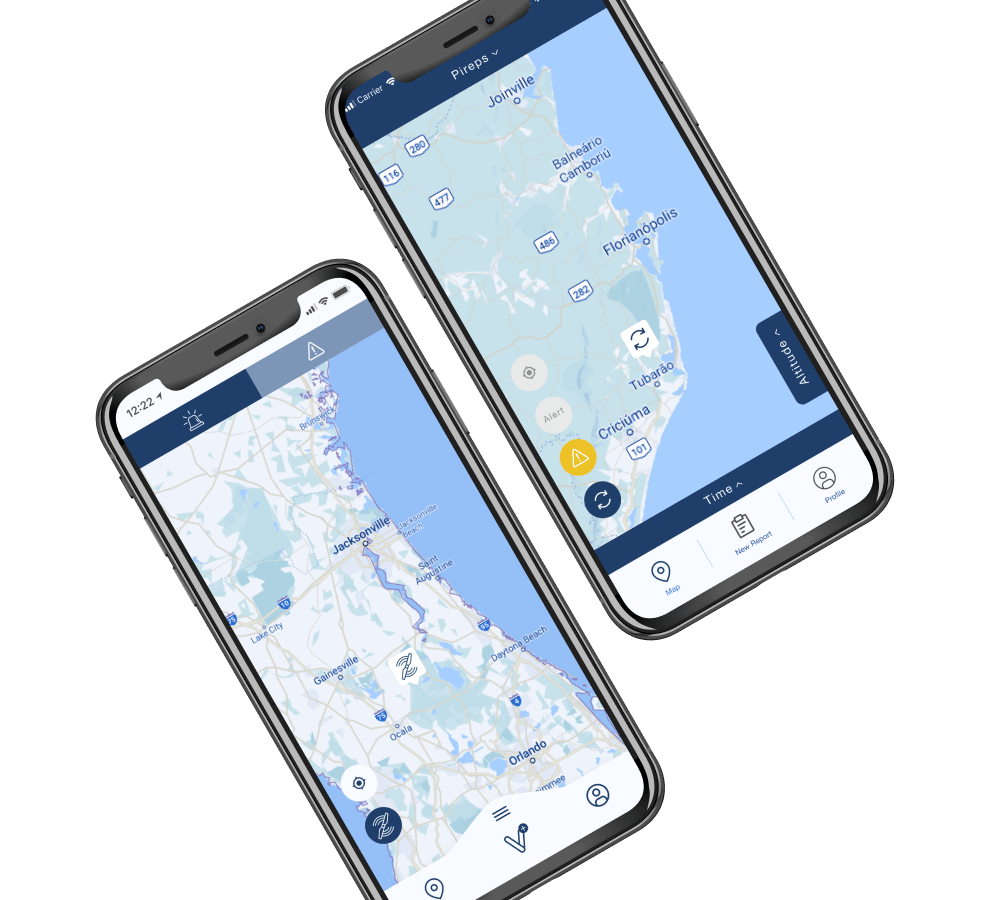 Carrier
Pireps
Joinville
280
116
477
Balneário
Camboriú
486
Florianópolis
282
Altitude
Tubarão
Alert
Criciúma
101
Time
Map
New Report
Profile
12:22
Brunswick
Jacksonville
Jacksonville
Beach
Saint
Augustine
10
75
Lake City
95
Daytona Beach
Gainesville
75
4
Ocala
Orlando